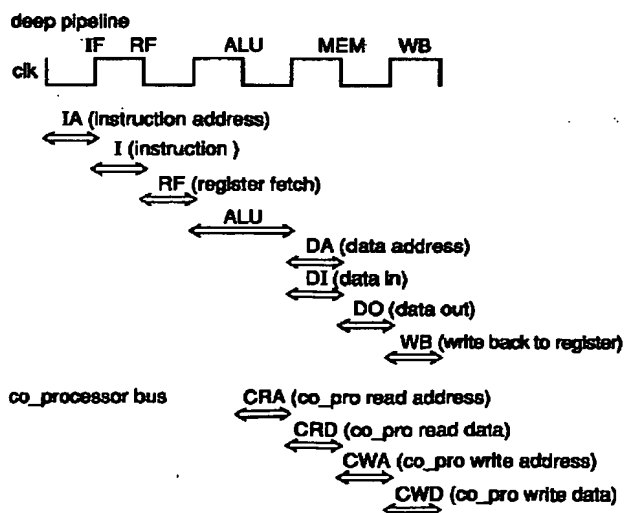 deep pipeline
IF RF ALU MEM WB
clk
IA (instruction address)
I (instruction )
RF (register fetch)
ALU
DA (data address)
DI (data in)
DO (data out)
WB (write back to register)
co_processor bus CRA (co_pro read address)
CRD (co_pro read data)
CWA (co_pro write address)
CWD (co_pro write data)